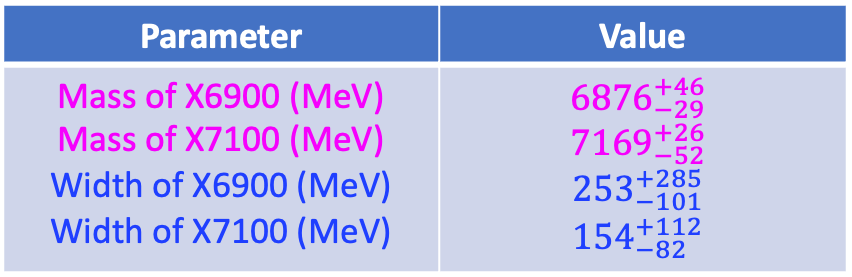 Parameter Value
Mass of X6900 (MeV) 6876^{+46}_{-29}
Mass of X7100 (MeV) 7169^{+26}_{-52}
Width of X6900 (MeV) 253^{+285}_{-101}
Width of X7100 (MeV) 154^{+112}_{-82}